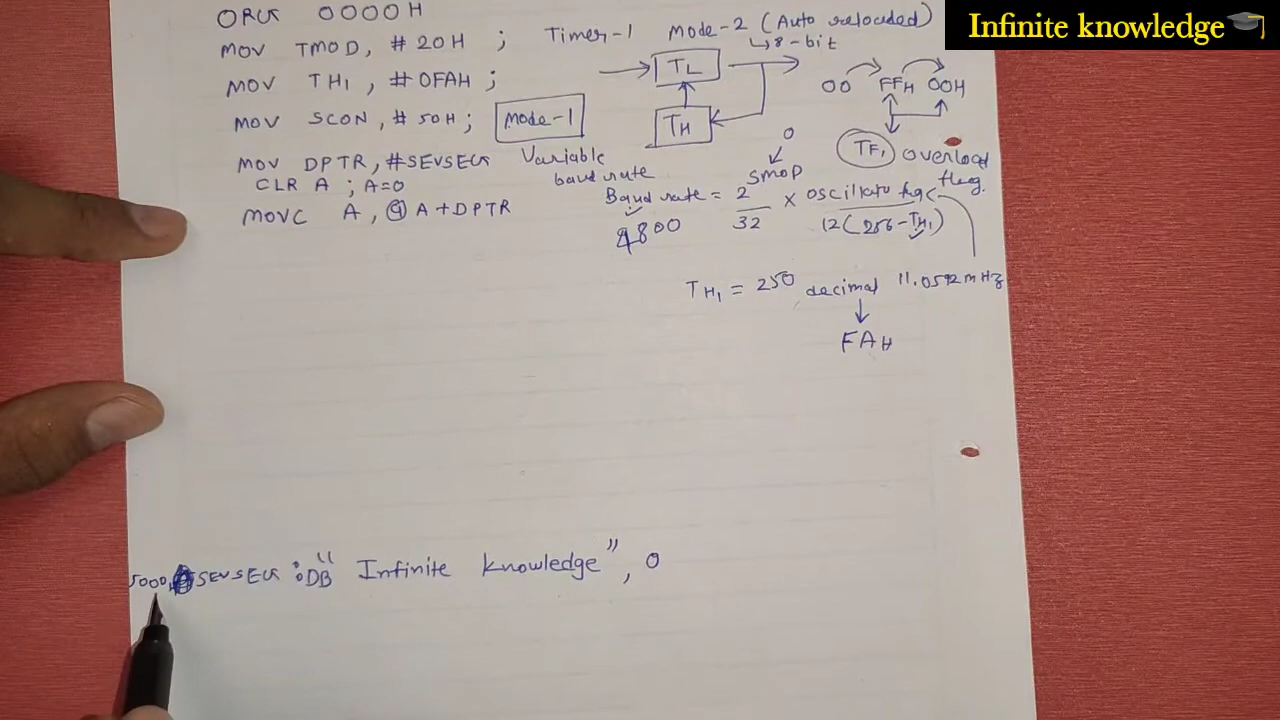 Infinite knowledge
ORG 0000H
MOV TMOD, #20H ; Timer-1 Mode-2 (Auto reloaded)
↳8-bit
MOV TH1, #0FAH ;
TL
00 FFH 00H
MOV SCON, #50H ; Mode-1
TH
TF1 overload flag.
MOV DPTR, #SEVSEG Variable baud rate
CLR A ; A=0
MOVC A, @A+DPTR
0
SMOD
Baud rate = 2 / 32 × oscillator / 12(256-TH1)
4800
TH1 = 250 decimal 11.0592mHz
FAH
5000H SEVSEG :DB "Infinite knowledge", 0